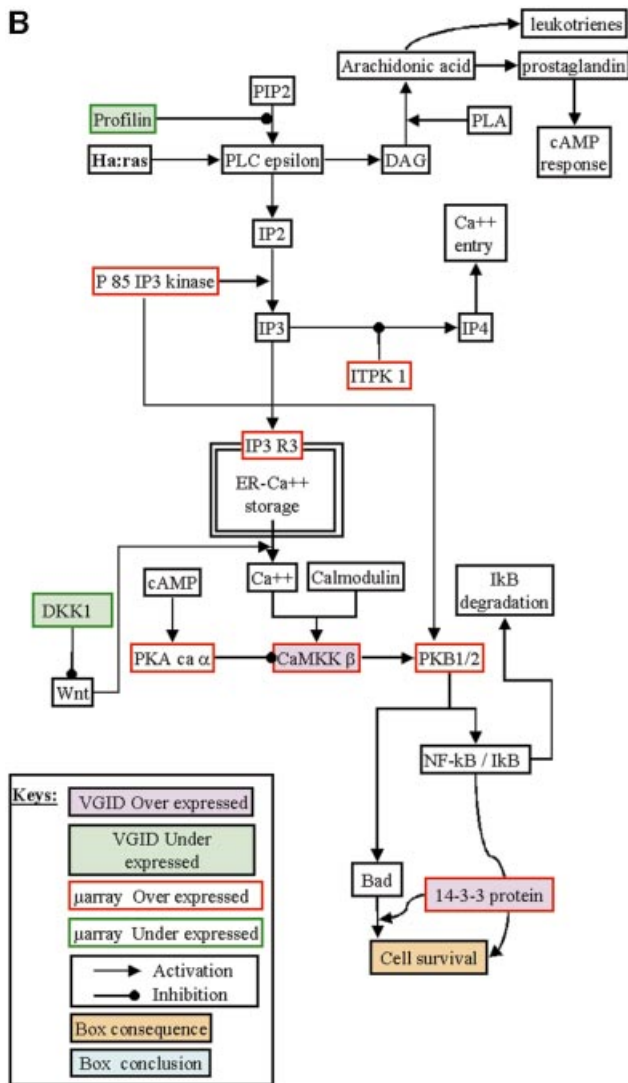 B
leukotrienes
Arachidonic acid
prostaglandin
PIP2
Profilin
PLA
Ha:ras
PLC epsilon
DAG
cAMP
response
IP2
Ca++
entry
P 85 IP3 kinase
IP3
IP4
ITPK 1
IP3 R3
ER-Ca++
storage
cAMP
Ca++
Calmodulin
IkB
degradation
DKK1
PKA ca α
CaMKK β
PKB1/2
Wnt
NF-kB / IkB
Keys:
VGID Over expressed
VGID Under
expressed
μarray Over expressed
μarray Under expressed
Activation
Inhibition
Box consequence
Box conclusion
Bad
14-3-3 protein
Cell survival